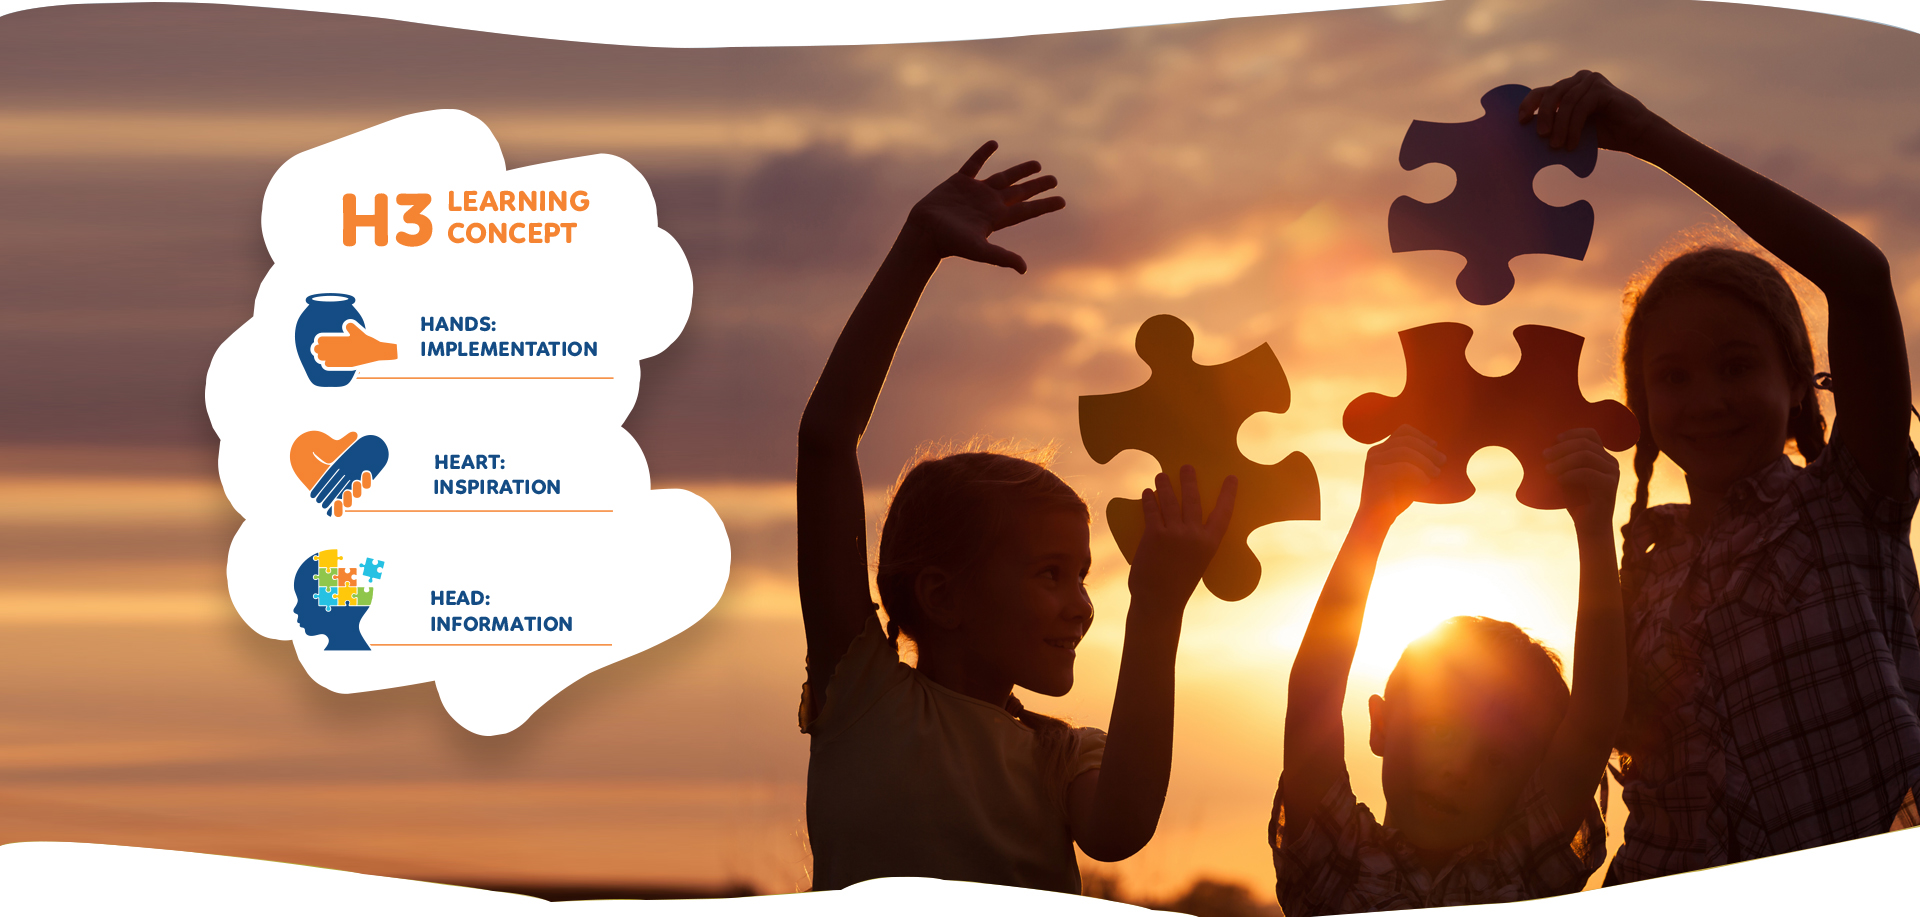 H3 LEARNING
CONCEPT
HANDS:
IMPLEMENTATION
HEART:
INSPIRATION
HEAD:
INFORMATION